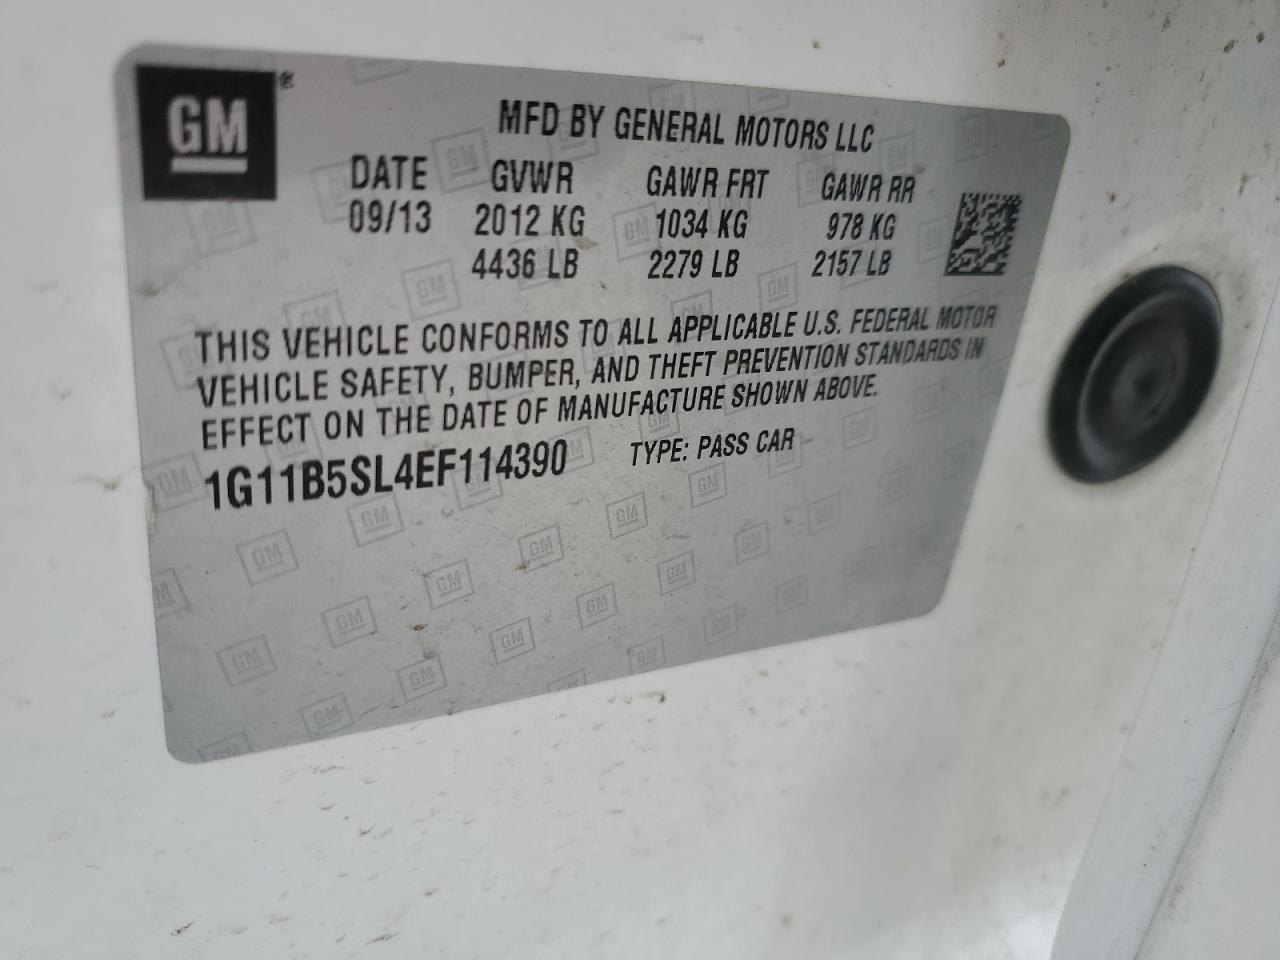 GM®
MFD BY GENERAL MOTORS LLC
DATE GVWR GAWR FRT GAWR RR
09/13 2012 KG 1034 KG 978 KG
4436 LB 2279 LB 2157 LB
THIS VEHICLE CONFORMS TO ALL APPLICABLE U.S. FEDERAL MOTOR
VEHICLE SAFETY, BUMPER, AND THEFT PREVENTION STANDARDS IN
EFFECT ON THE DATE OF MANUFACTURE SHOWN ABOVE.
1G11B5SL4EF114390 TYPE: PASS CAR